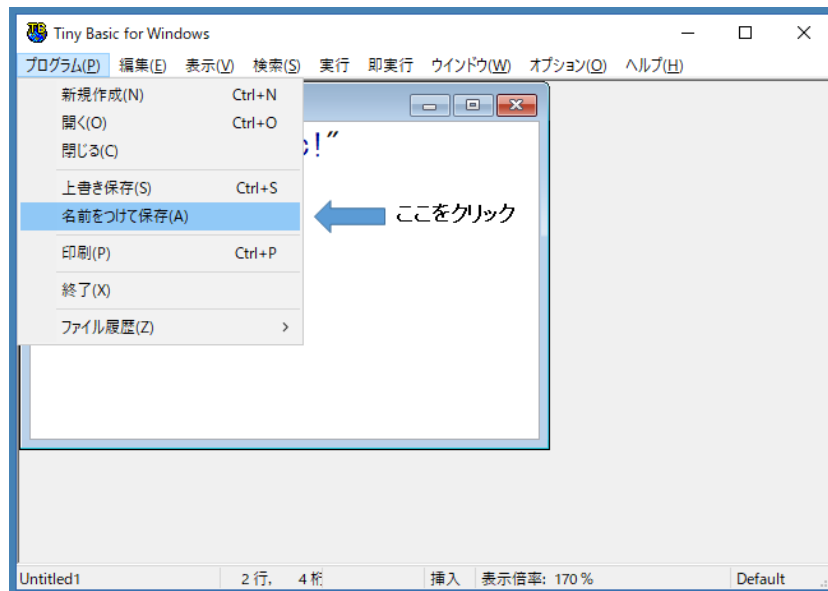 Tiny Basic for Windows
プログラム(P) 編集(E) 表示(V) 検索(S) 実行 即実行 ウインドウ(W) オプション(O) ヘルプ(H)
新規作成(N) Ctrl+N
開く(O) Ctrl+O
閉じる(C)
!"
上書き保存(S) Ctrl+S
名前をつけて保存(A)
ここをクリック
印刷(P) Ctrl+P
終了(X)
ファイル履歴(Z)
Untitled1 2行, 4桁 挿入 表示倍率: 170 % Default